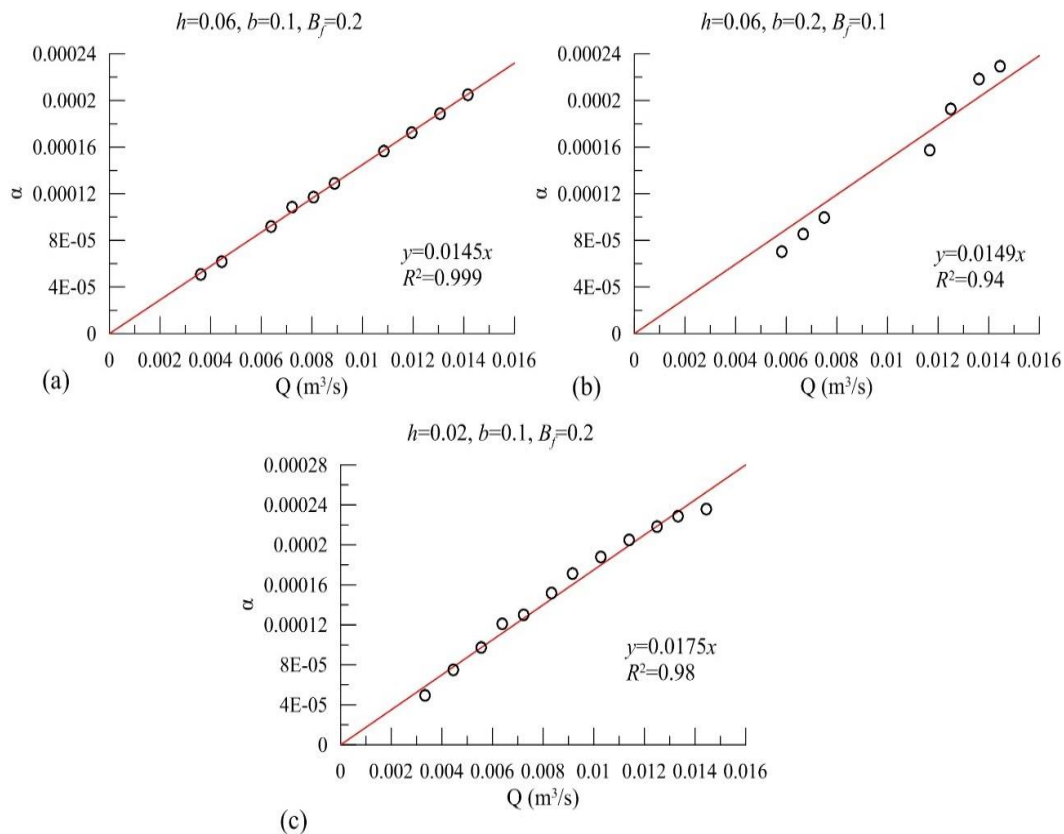 h=0.06, b=0.1, B_f=0.2
0.00024
0.0002
0.00016
0.00012
8E-05
4E-05
0
α
y=0.0145x
R²=0.999
0 0.002 0.004 0.006 0.008 0.01 0.012 0.014 0.016
Q (m³/s)
(a)
h=0.06, b=0.2, B_f=0.1
0.00024
0.0002
0.00016
0.00012
8E-05
4E-05
0
y=0.0149x
R²=0.94
0 0.002 0.004 0.006 0.008 0.01 0.012 0.014 0.016
Q (m³/s)
(b)
h=0.02, b=0.1, B_f=0.2
0.00028
0.00024
0.0002
0.00016
0.00012
8E-05
4E-05
0
α
y=0.0175x
R²=0.98
0 0.002 0.004 0.006 0.008 0.01 0.012 0.014 0.016
Q (m³/s)
(c)